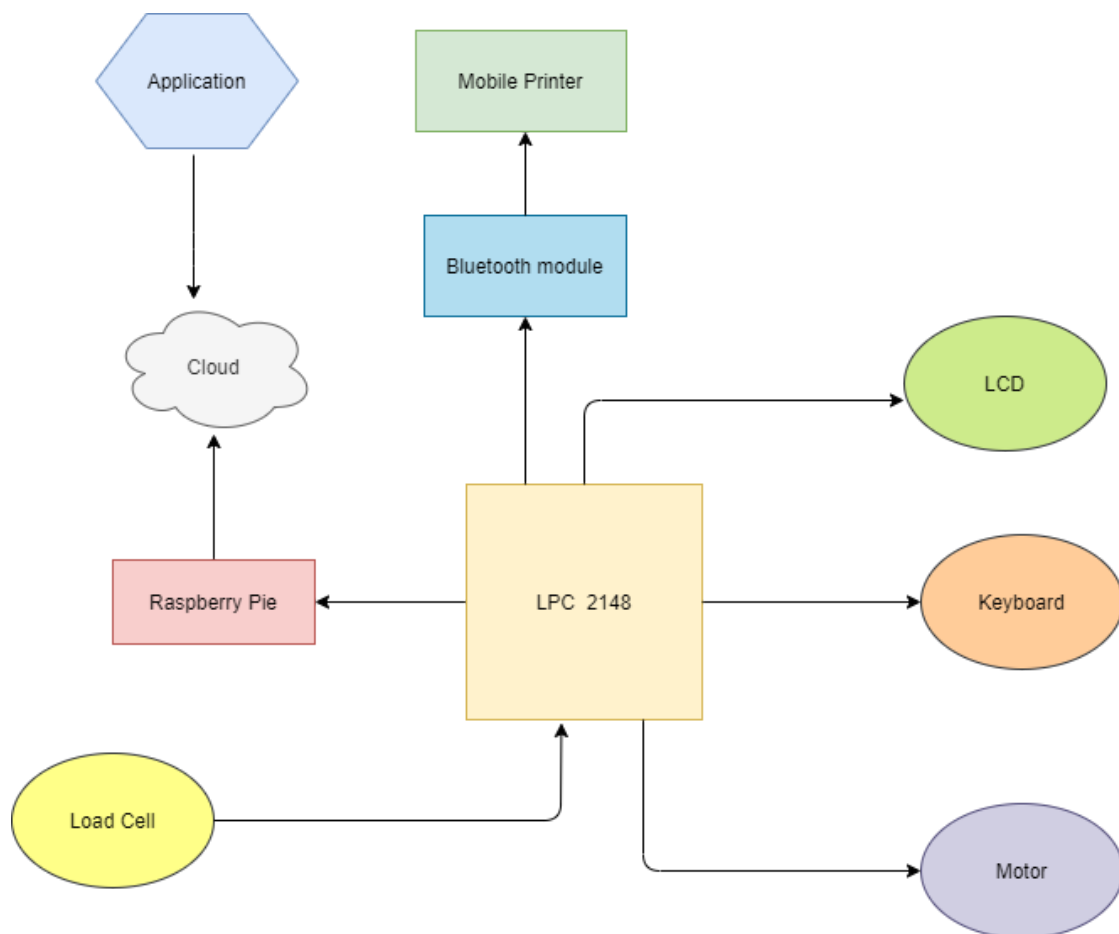 Application
Mobile Printer
Bluetooth module
Cloud
LCD
Raspberry Pie
LPC  2148
Keyboard
Load Cell
Motor